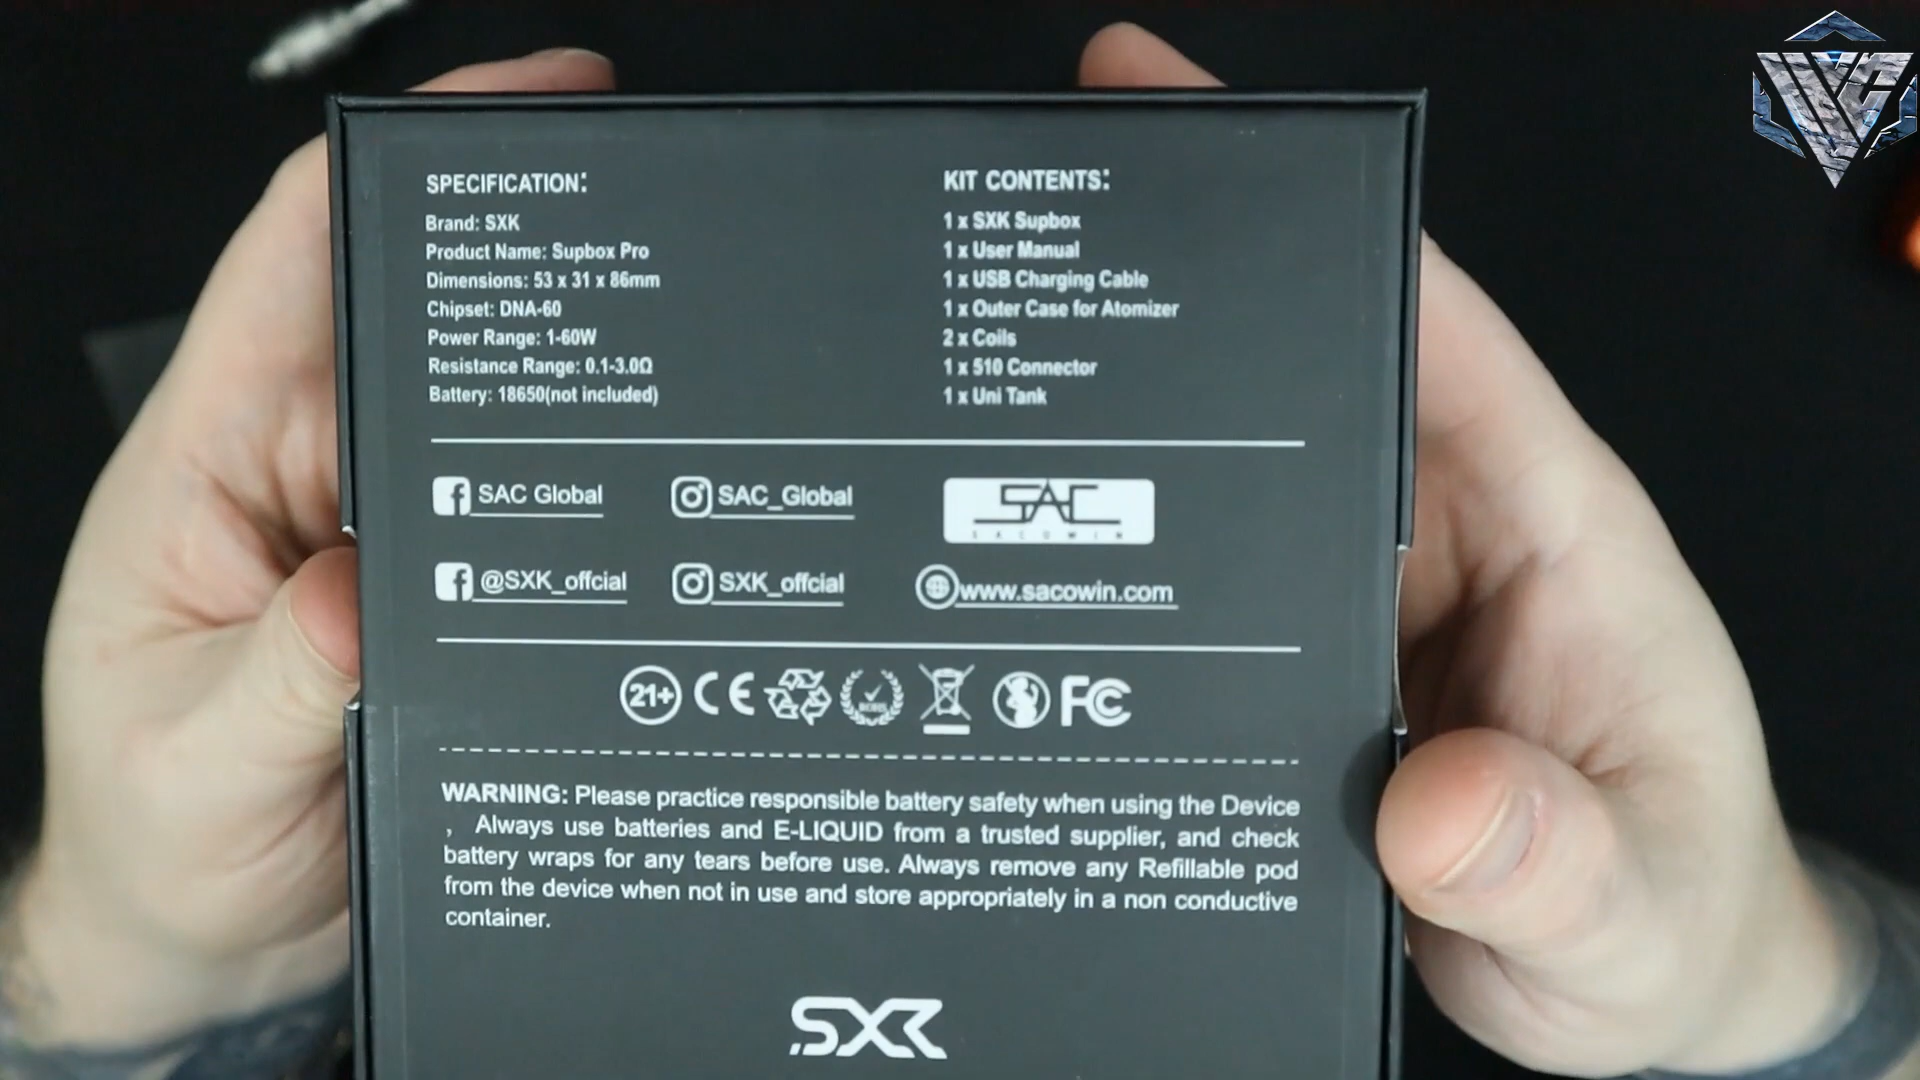 SPECIFICATION:
Brand: SXK
Product Name: Supbox Pro
Dimensions: 53 x 31 x 86mm
Chipset: DNA-60
Power Range: 1-60W
Resistance Range: 0.1-3.0Ω
Battery: 18650(not included)
KIT CONTENTS:
1 x SXK Supbox
1 x User Manual
1 x USB Charging Cable
1 x Outer Case for Atomizer
2 x Coils
1 x 510 Connector
1 x Uni Tank
SAC Global
SAC_Global
SAC
SACOWIN
@SXK_offcial
SXK_offcial
www.sacowin.com
21+ CE FC
WARNING: Please practice responsible battery safety when using the Device
, Always use batteries and E-LIQUID from a trusted supplier, and check
battery wraps for any tears before use. Always remove any Refillable pod
from the device when not in use and store appropriately in a non conductive
container.
SXK